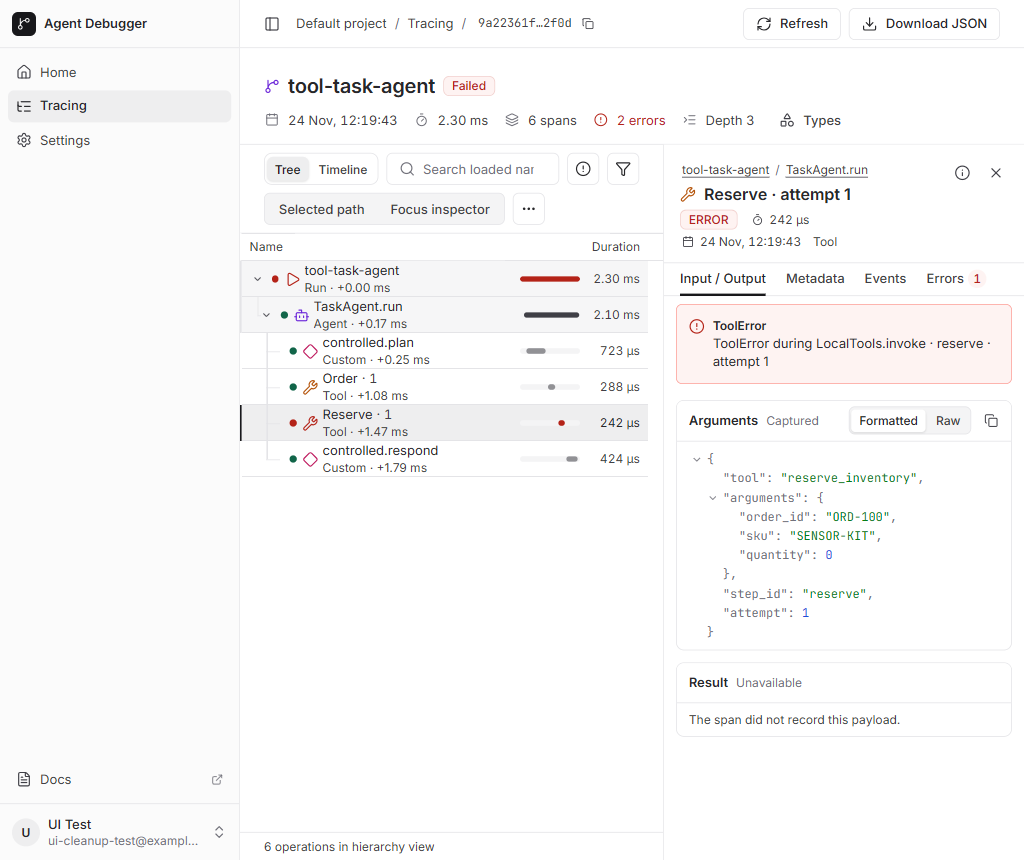 Agent Debugger
Default project / Tracing / 9a22361f…2f0d
Refresh
Download JSON
Home
Tracing
Settings
tool-task-agent Failed
24 Nov, 12:19:43 2.30 ms 6 spans 2 errors Depth 3 Types
Tree Timeline Search loaded nar
Selected path Focus inspector ...
Name Duration
tool-task-agent 2.30 ms
Run · +0.00 ms
TaskAgent.run 2.10 ms
Agent · +0.17 ms
controlled.plan 723 µs
Custom · +0.25 ms
Order · 1 288 µs
Tool · +1.08 ms
Reserve · 1 242 µs
Tool · +1.47 ms
controlled.respond 424 µs
Custom · +1.79 ms
6 operations in hierarchy view
tool-task-agent / TaskAgent.run
Reserve · attempt 1
ERROR 242 µs
24 Nov, 12:19:43 Tool
Input / Output Metadata Events Errors 1
ToolError
ToolError during LocalTools.invoke · reserve ·
attempt 1
Arguments Captured Formatted Raw
{
"tool": "reserve_inventory",
"arguments": {
"order_id": "ORD-100",
"sku": "SENSOR-KIT",
"quantity": 0
},
"step_id": "reserve",
"attempt": 1
}
Result Unavailable
The span did not record this payload.
Docs
U
UI Test
ui-cleanup-test@exampl...